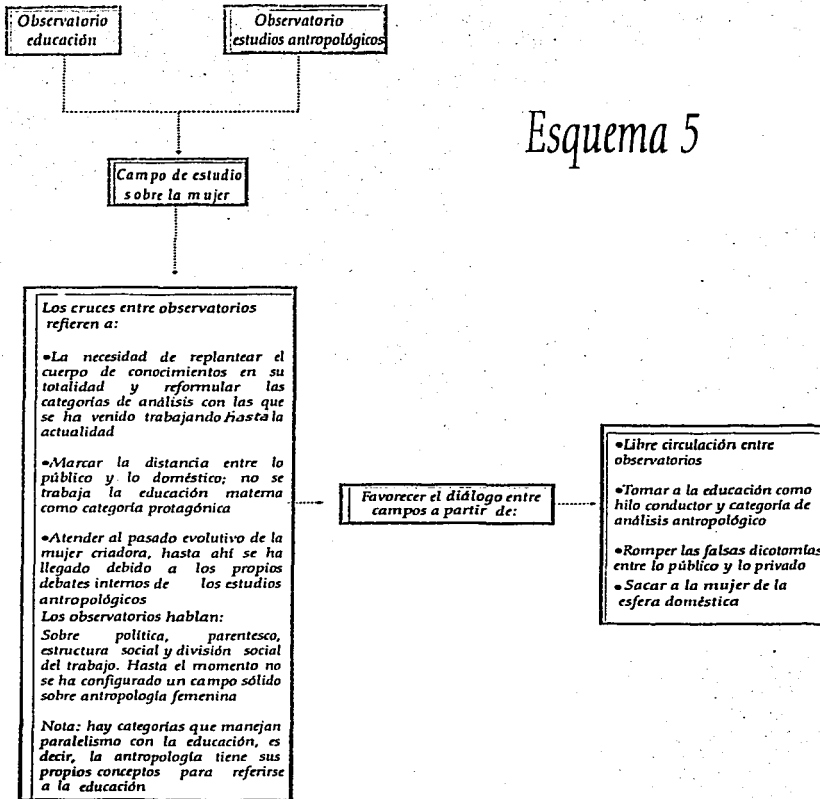 Observatorio
educación
Observatorio
estudios antropológicos
Esquema 5
Campo de estudio
sobre la mujer
Los cruces entre observatorios
refieren a:
•La necesidad de replantear el
cuerpo de conocimientos en su
totalidad y reformular las
categorías de análisis con las que
se ha venido trabajando hasta la
actualidad
•Marcar la distancia entre lo
público y lo doméstico; no se
trabaja la educación materna
como categoría protagónica
•Atender al pasado evolutivo de la
mujer criadora, hasta ahí se ha
llegado debido a los propios
debates internos de los estudios
antropológicos
Los observatorios hablan:
Sobre política, parentesco,
estructura social y división social
del trabajo. Hasta el momento no
se ha configurado un campo sólido
sobre antropología femenina
Nota: hay categorías que manejan
paralelismo con la educación, es
decir, la antropología tiene sus
propios conceptos para referirse
a la educación
Favorecer el diálogo entre
campos a partir de:
•Libre circulación entre
observatorios
•Tomar a la educación como
hilo conductor y categoría de
análisis antropológico
•Romper las falsas dicotomías
entre lo público y lo privado
•Sacar a la mujer de la
esfera doméstica